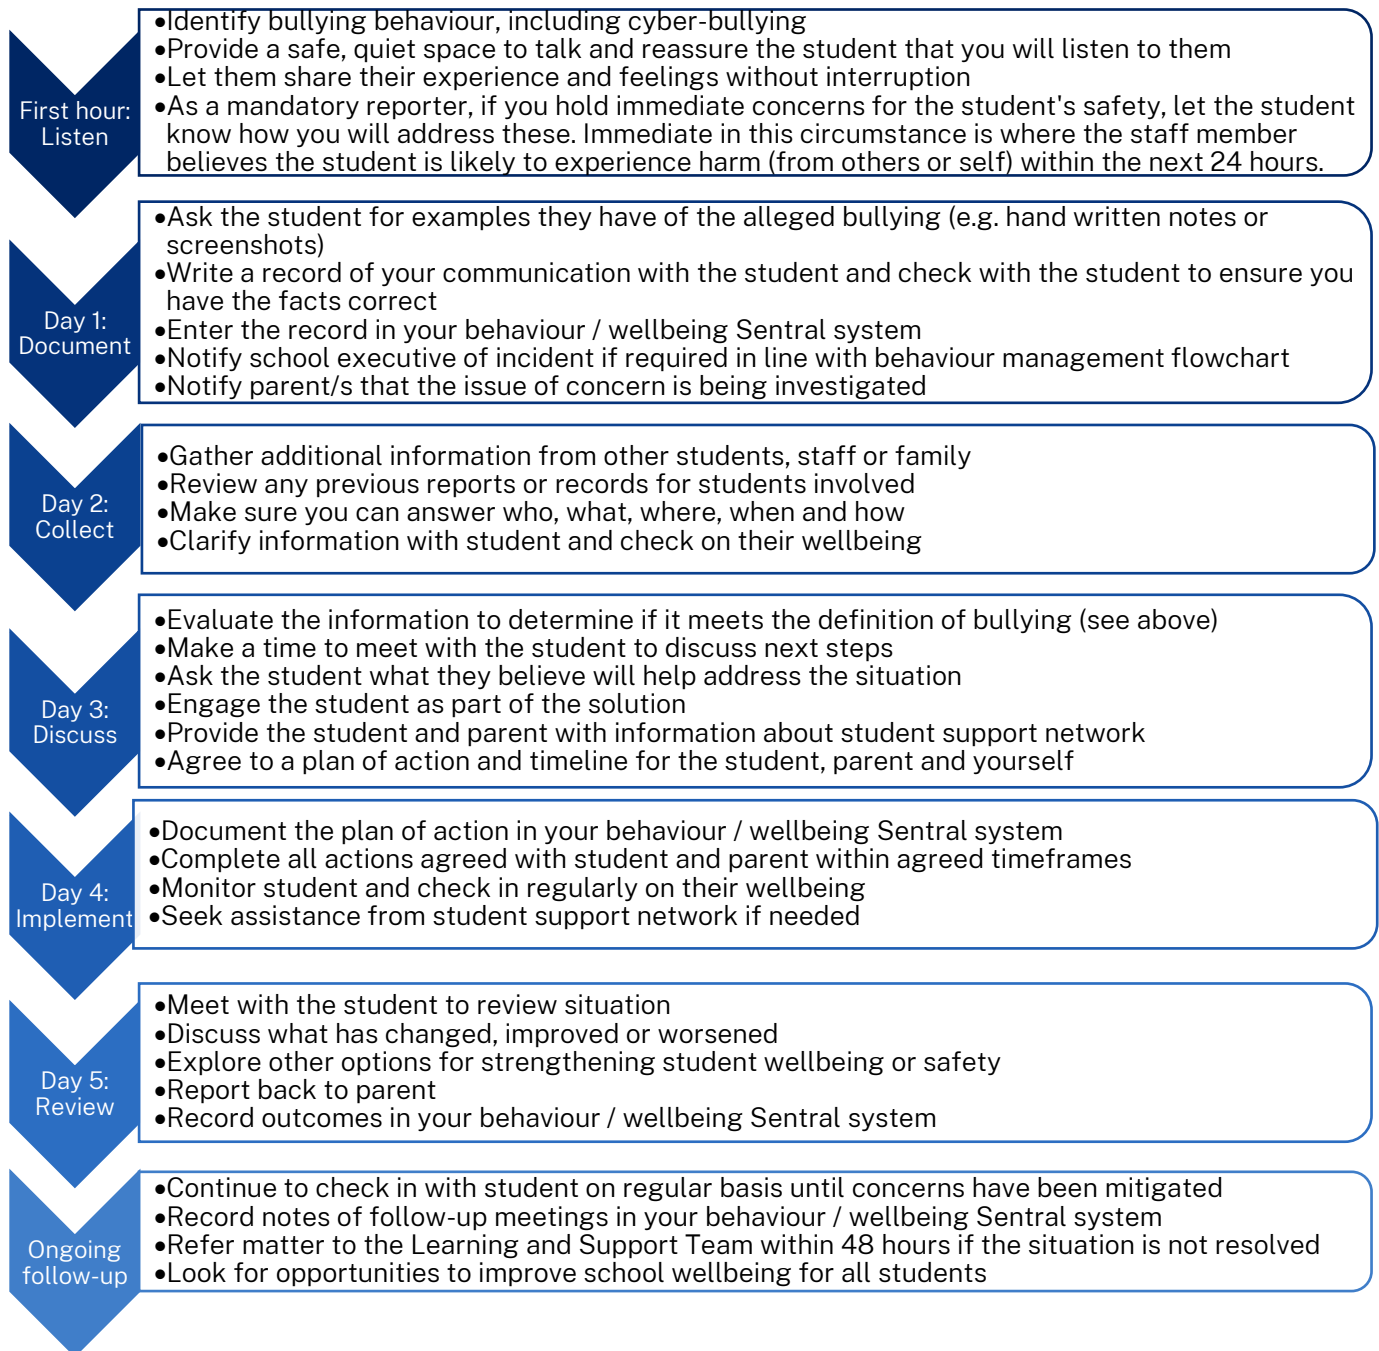 First hour:
Listen
•Identify bullying behaviour, including cyber-bullying
•Provide a safe, quiet space to talk and reassure the student that you will listen to them
•Let them share their experience and feelings without interruption
•As a mandatory reporter, if you hold immediate concerns for the student's safety, let the student
know how you will address these. Immediate in this circumstance is where the staff member
believes the student is likely to experience harm (from others or self) within the next 24 hours.
Day 1:
Document
•Ask the student for examples they have of the alleged bullying (e.g. hand written notes or
screenshots)
•Write a record of your communication with the student and check with the student to ensure you
have the facts correct
•Enter the record in your behaviour / wellbeing Sentral system
•Notify school executive of incident if required in line with behaviour management flowchart
•Notify parent/s that the issue of concern is being investigated
Day 2:
Collect
•Gather additional information from other students, staff or family
•Review any previous reports or records for students involved
•Make sure you can answer who, what, where, when and how
•Clarify information with student and check on their wellbeing
Day 3:
Discuss
•Evaluate the information to determine if it meets the definition of bullying (see above)
•Make a time to meet with the student to discuss next steps
•Ask the student what they believe will help address the situation
•Engage the student as part of the solution
•Provide the student and parent with information about student support network
•Agree to a plan of action and timeline for the student, parent and yourself
Day 4:
Implement
•Document the plan of action in your behaviour / wellbeing Sentral system
•Complete all actions agreed with student and parent within agreed timeframes
•Monitor student and check in regularly on their wellbeing
•Seek assistance from student support network if needed
Day 5:
Review
•Meet with the student to review situation
•Discuss what has changed, improved or worsened
•Explore other options for strengthening student wellbeing or safety
•Report back to parent
•Record outcomes in your behaviour / wellbeing Sentral system
Ongoing
follow-up
•Continue to check in with student on regular basis until concerns have been mitigated
•Record notes of follow-up meetings in your behaviour / wellbeing Sentral system
•Refer matter to the Learning and Support Team within 48 hours if the situation is not resolved
•Look for opportunities to improve school wellbeing for all students